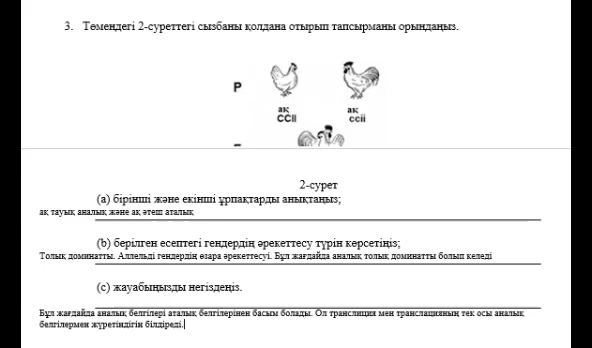 3. Төмендегі 2-суреттегі сызбаны қолдана отырып тапсырманы орындаңыз.
P
ақ ақ
CCII ccii
2-сурет
(a) бірінші және екінші ұрпақтарды анықтаңыз;
ақ тауық аналық және ақ әтеш аталық
(b) берілген есептегі гендердің әрекеттесу түрін көрсетіңіз;
Толық доминатты. Аллельді гендердің өзара әрекеттесуі. Бұл жағдайда аналық толық доминатты болып келеді
(c) жауабыңызды негіздеңіз.
Бұл жағдайда аналық белгілері аталық белгілерінен басым болады. Ол транслиция мен транслацияның тек осы аналық
белгілермен жүретіндігін білдіреді.